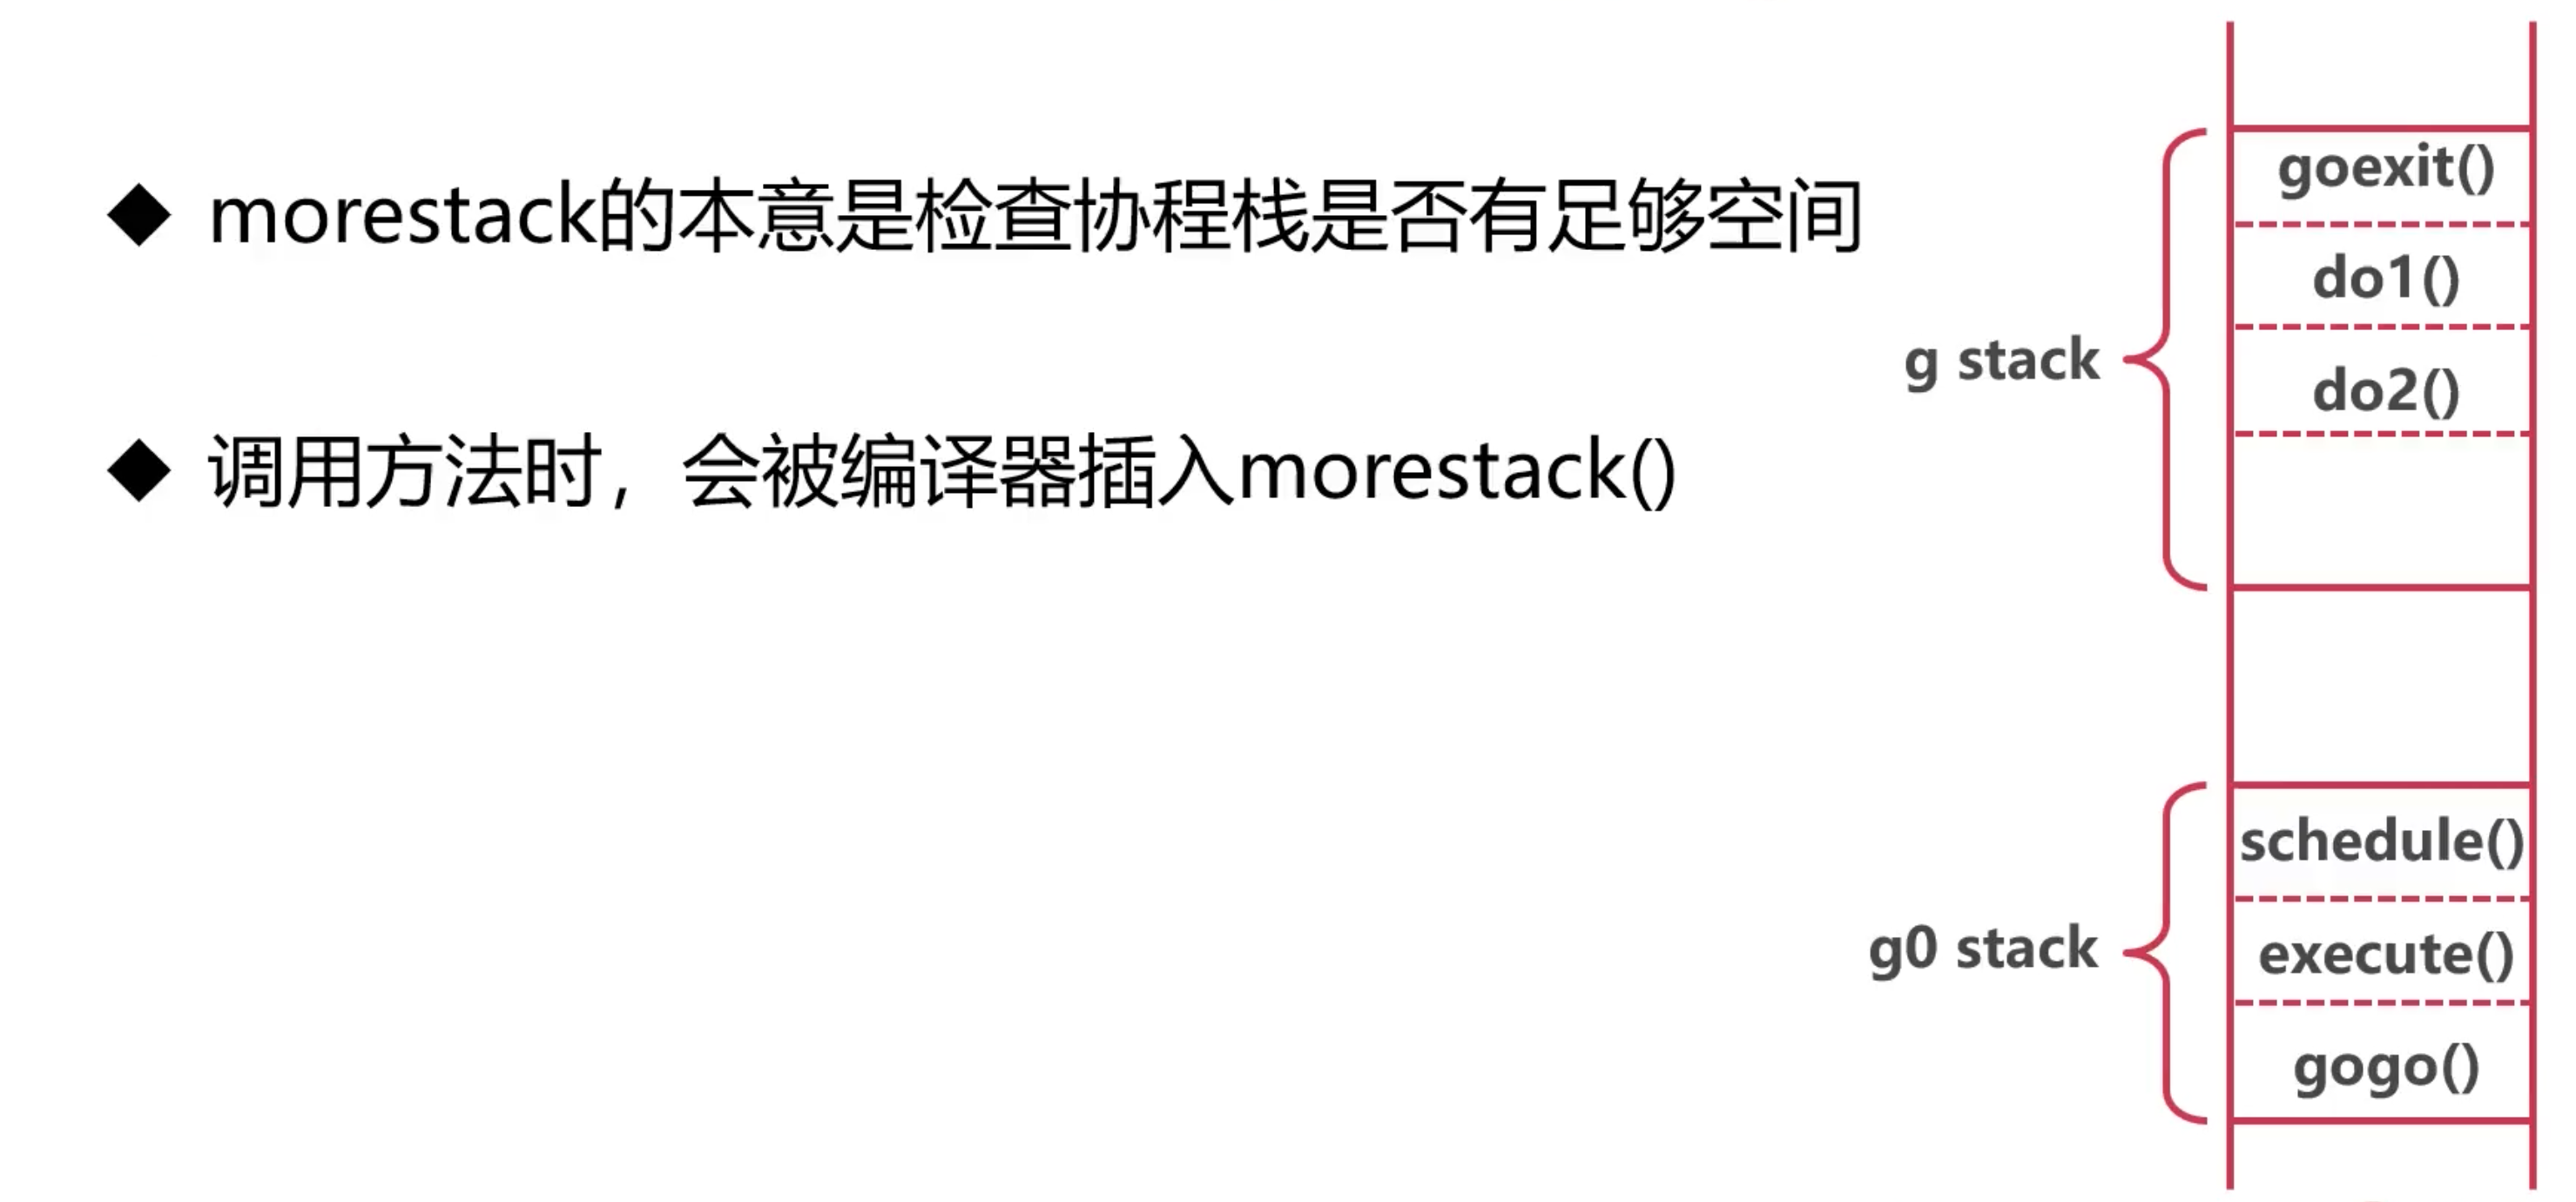 morestack的本意是检查协程栈是否有足够空间
调用方法时，会被编译器插入morestack()
g stack
goexit()
do1()
do2()
g0 stack
schedule()
execute()
gogo()